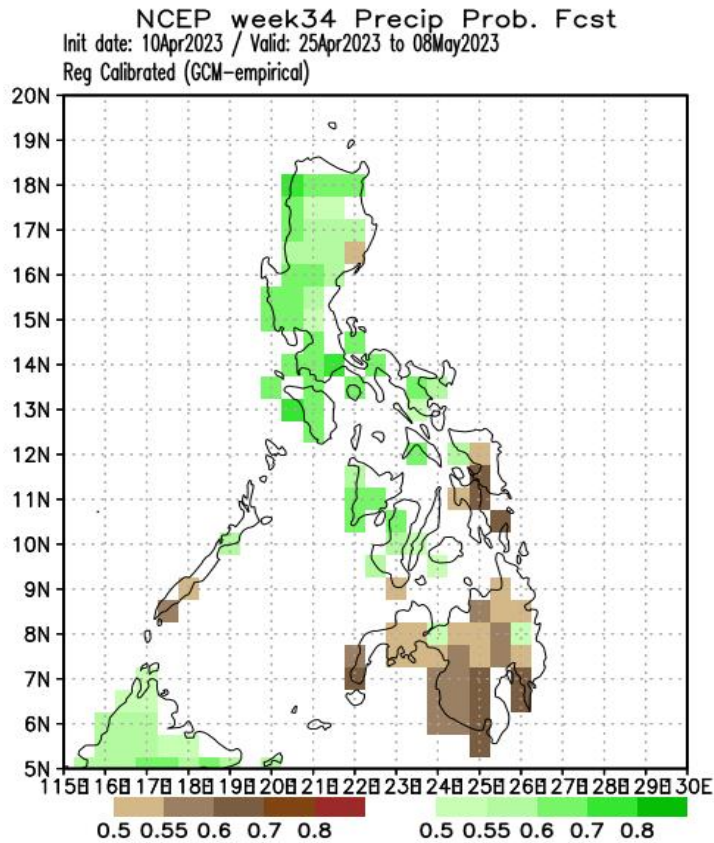 NCEP week34 Precip Prob. Fcst
Init date: 10Apr2023 / Valid: 25Apr2023 to 08May2023
Reg Calibrated (GCM-empirical)
20N
19N
18N
17N
16N
15N
14N
13N
12N
11N
10N
9N
8N
7N
6N
5N
115E 116E 117E 118E 119E 120E 121E 122E 123E 124E 125E 126E 127E 128E 129E 130E
0.5 0.55 0.6 0.7 0.8 0.5 0.55 0.6 0.7 0.8